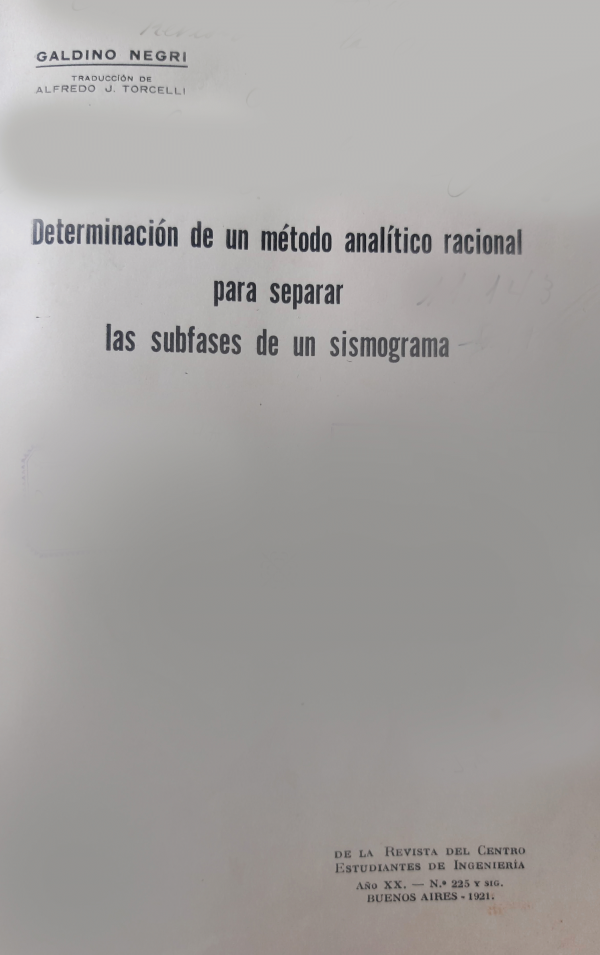 GALDINO NEGRI
TRADUCCIÓN DE
ALFREDO J. TORCELLI
Determinación de un método analítico racional
para separar
las subfases de un sismograma
DE LA REVISTA DEL CENTRO
ESTUDIANTES DE INGENIERÍA
AÑO XX. — N.º 225 Y SIG.
BUENOS AIRES - 1921.